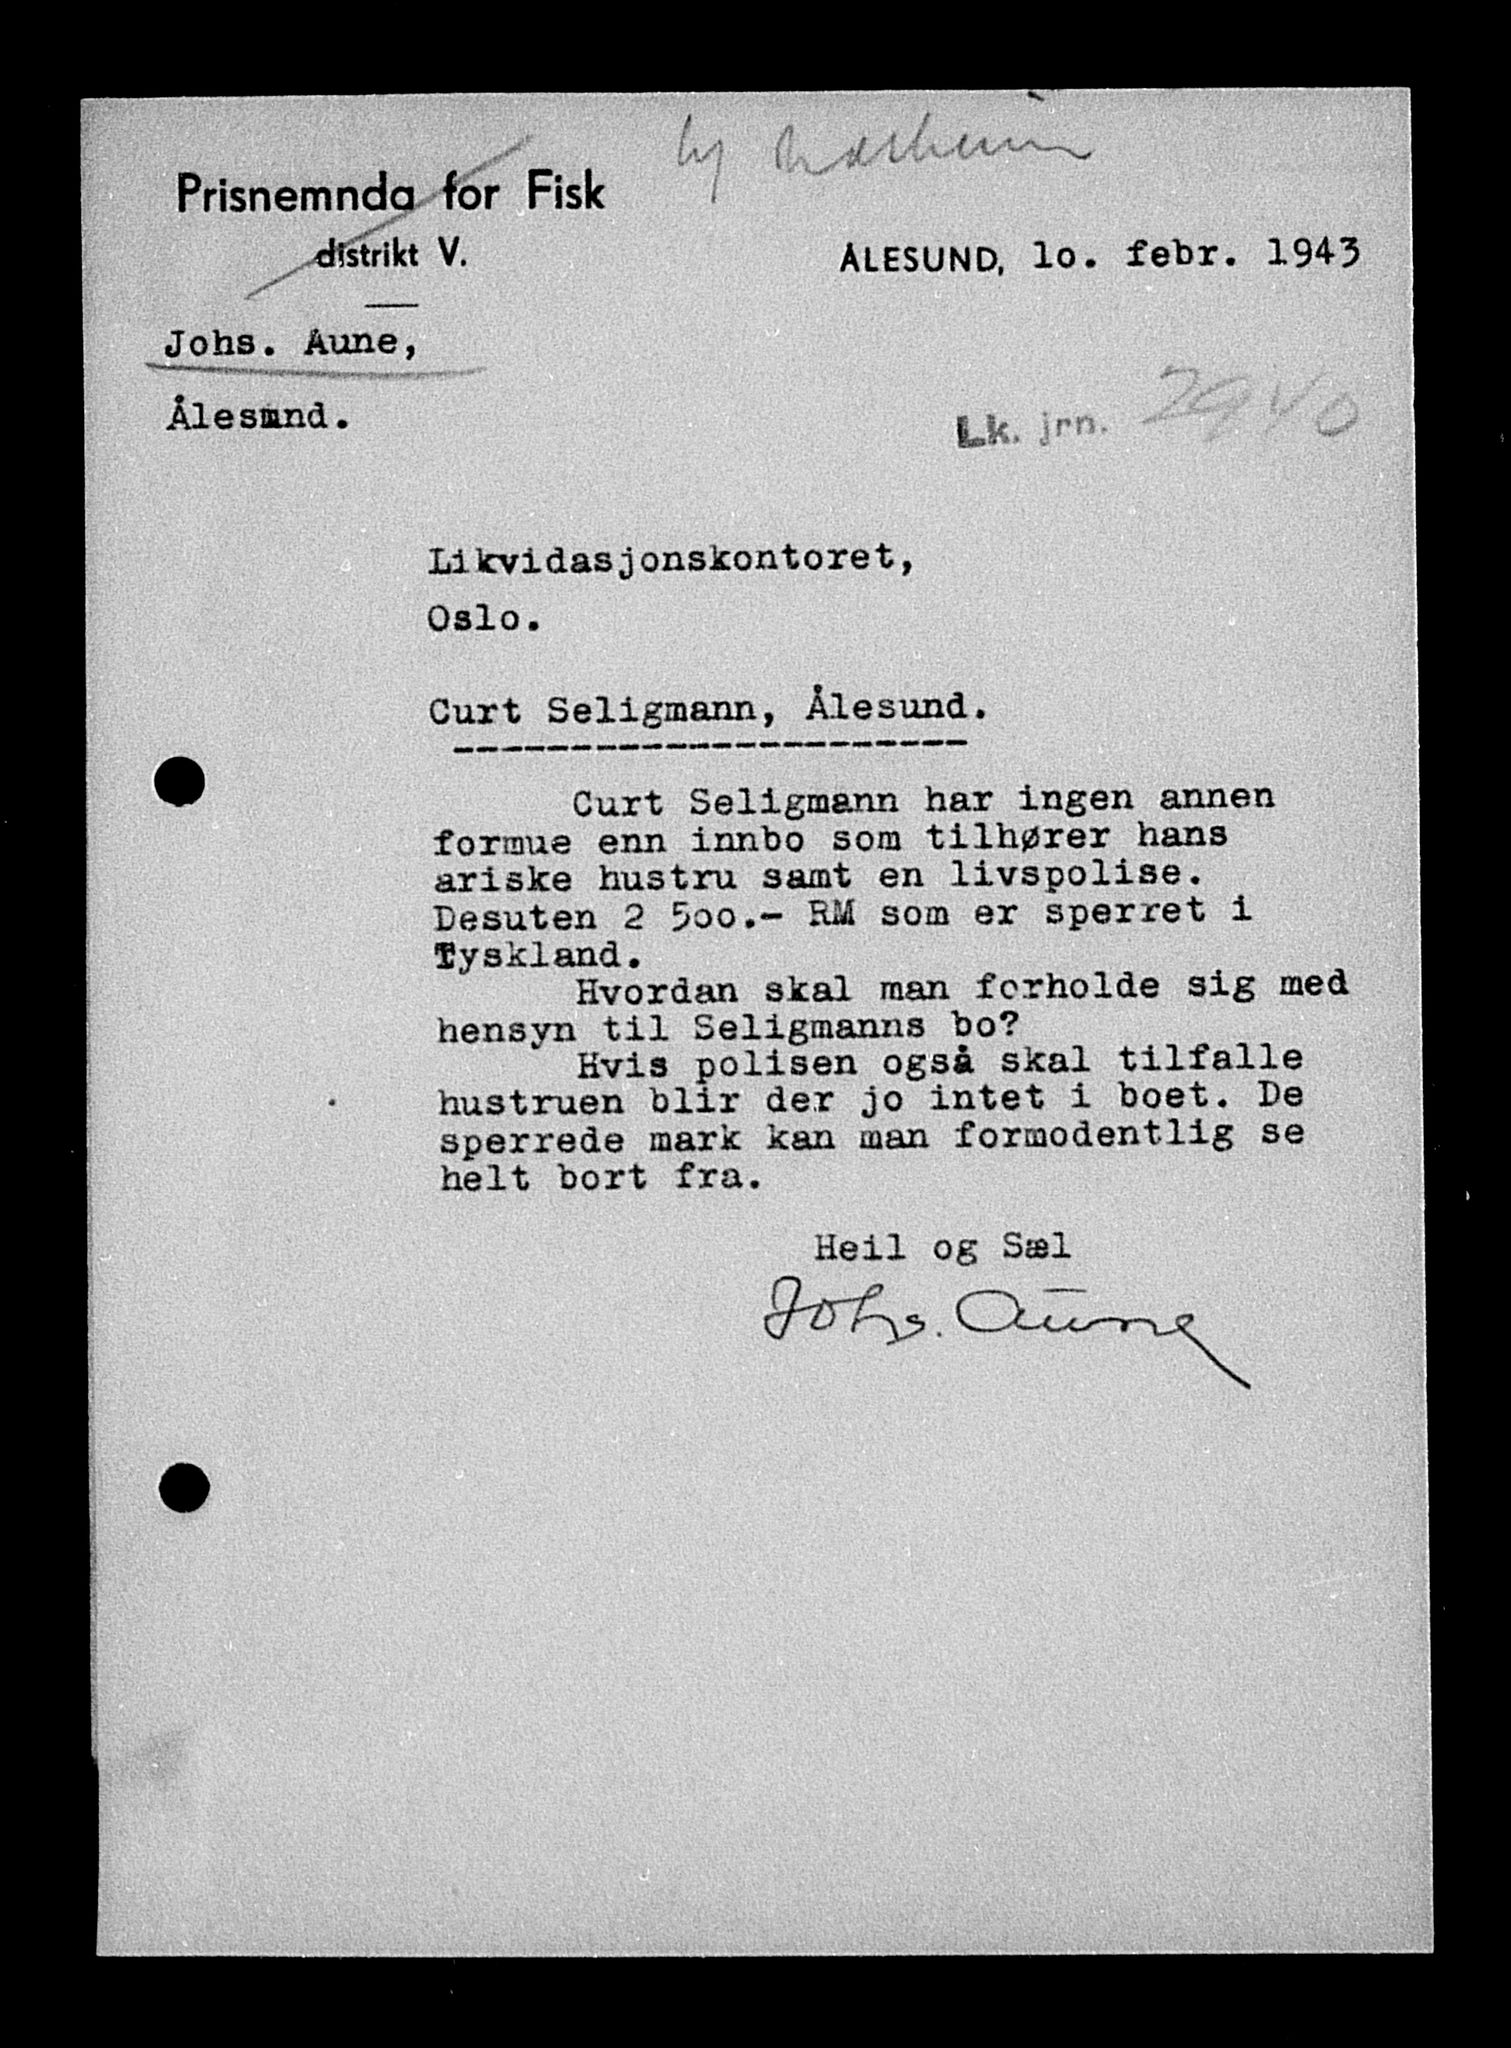 Prisnemnda for Fisk
distrikt V.
ÅLESUND, 10. febr. 1943
Johs. Aune,
Ålesund.
Lk. jrn. 2940
Likvidasjonskontoret,
Oslo.
Curt Seligmann, Ålesund.
Curt Seligmann har ingen annen
formue enn innbo som tilhører hans
ariske hustru samt en livspolise.
Desuten 2 500.- RM som er sperret i
Tyskland.
Hvordan skal man forholde sig med
hensyn til Seligmanns bo?
Hvis polisen også skal tilfalle
hustruen blir der jo intet i boet. De
sperrede mark kan man formodentlig se
helt bort fra.
Heil og Sæl
Johs. Aune